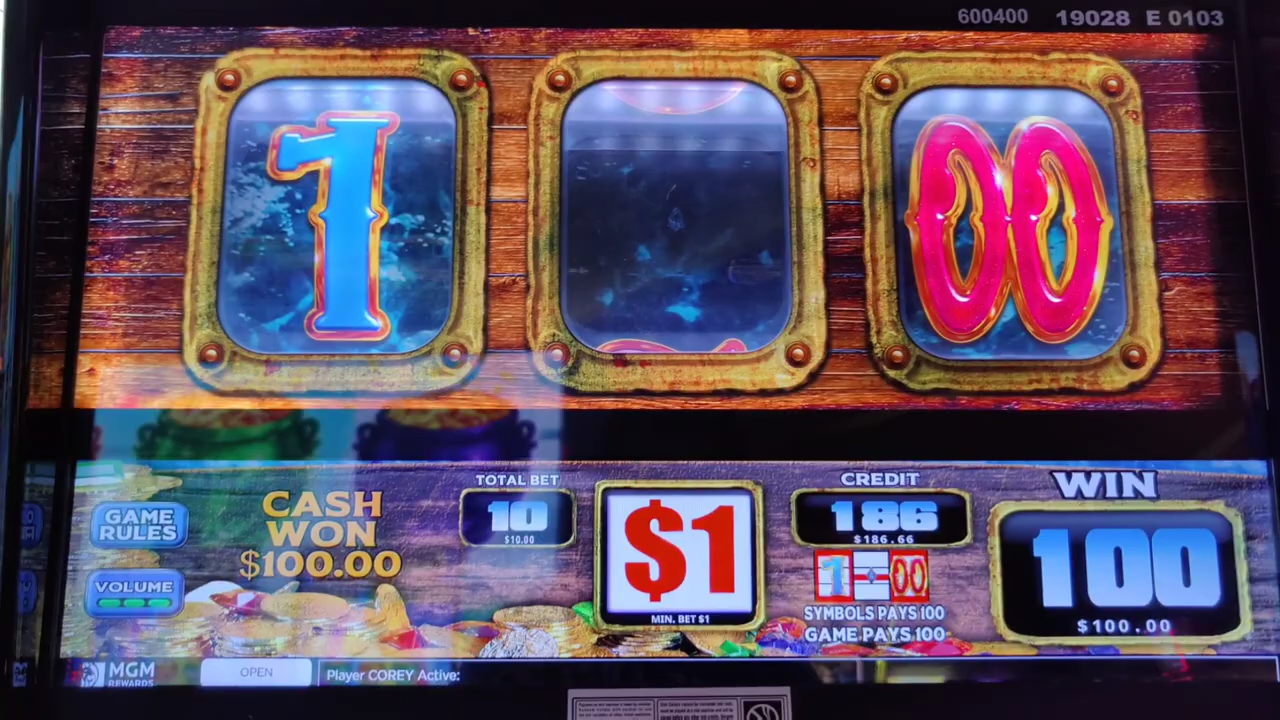 600400 19028 E 0103
1 00
GAME RULES
VOLUME
CASH WON $100.00
TOTAL BET
10
$10.00
$1
MIN. BET $1
CREDIT
186
$186.66
1 00
SYMBOLS PAYS 100
GAME PAYS 100
WIN
100
$100.00
MGM REWARDS
OPEN
Player COREY Active: